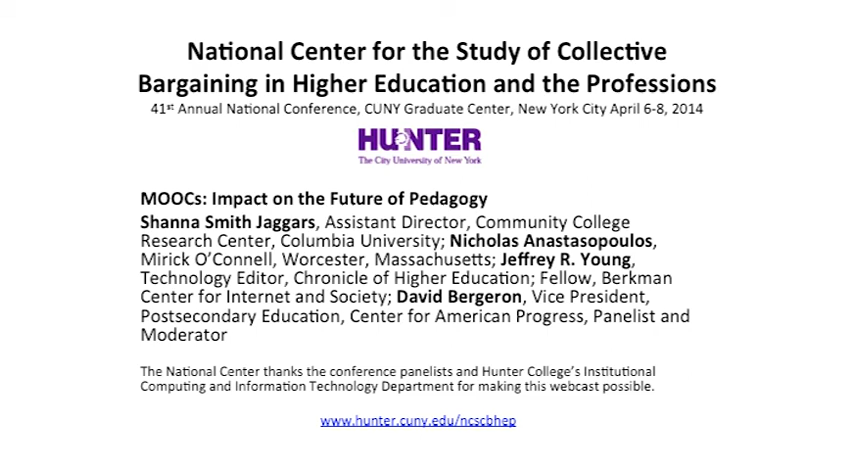 National Center for the Study of Collective
Bargaining in Higher Education and the Professions
41st Annual National Conference, CUNY Graduate Center, New York City April 6-8, 2014
HUNTER
The City University of New York
MOOCs: Impact on the Future of Pedagogy
Shanna Smith Jaggars, Assistant Director, Community College
Research Center, Columbia University; Nicholas Anastasopoulos,
Mirick O’Connell, Worcester, Massachusetts; Jeffrey R. Young,
Technology Editor, Chronicle of Higher Education; Fellow, Berkman
Center for Internet and Society; David Bergeron, Vice President,
Postsecondary Education, Center for American Progress, Panelist and
Moderator
The National Center thanks the conference panelists and Hunter College’s Institutional
Computing and Information Technology Department for making this webcast possible.
www.hunter.cuny.edu/ncscbhep